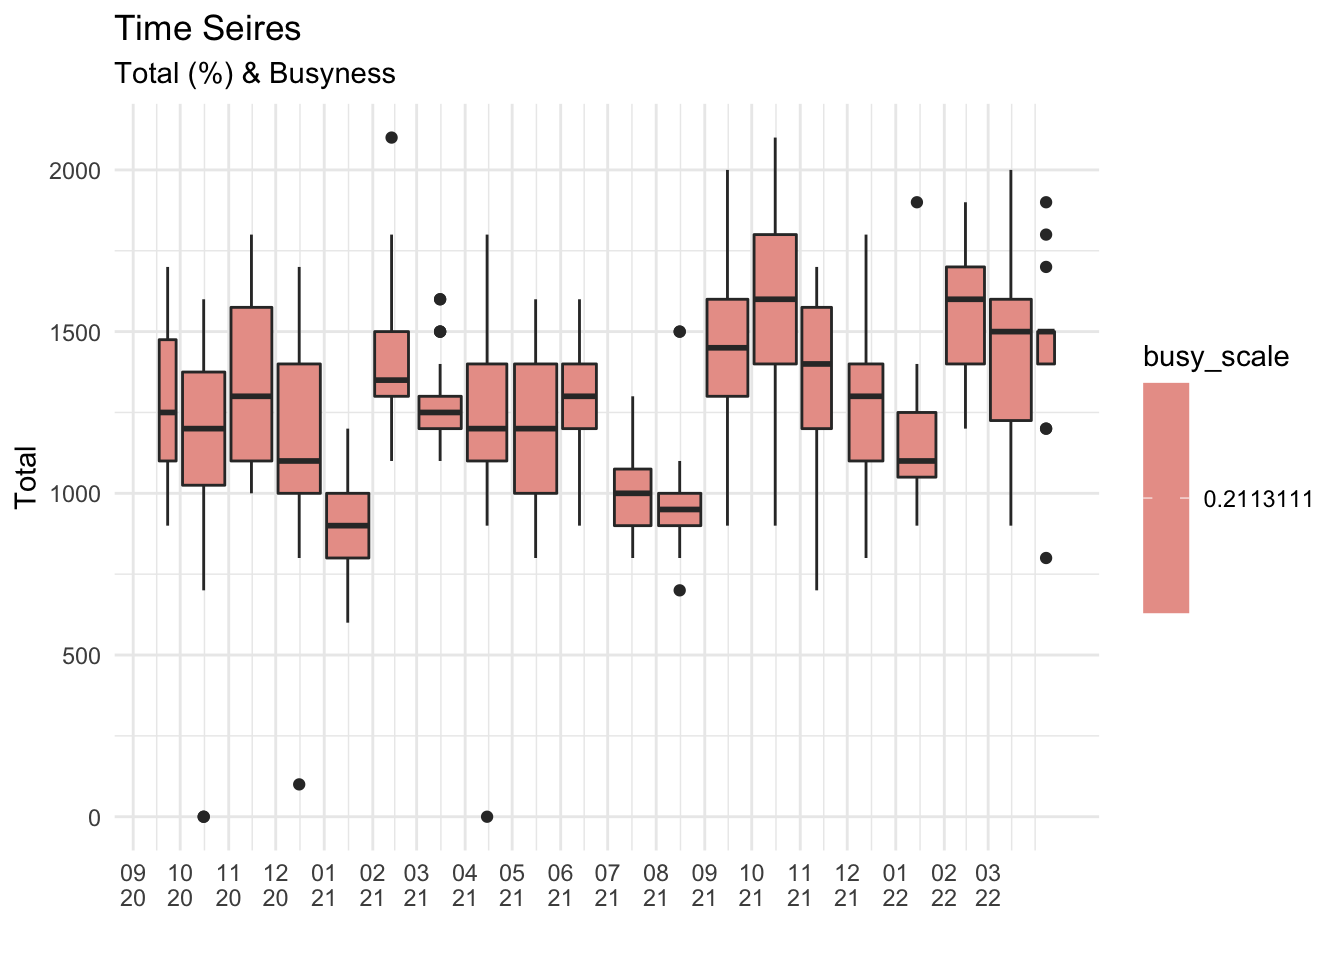 Time Seires
Total (%) & Busyness
Total
2000
1500
1000
500
0
09 10 11 12 01 02 03 04 05 06 07 08 09 10 11 12 01 02 03
20 20 20 20 21 21 21 21 21 21 21 21 21 21 21 21 22 22 22
busy_scale
0.2113111